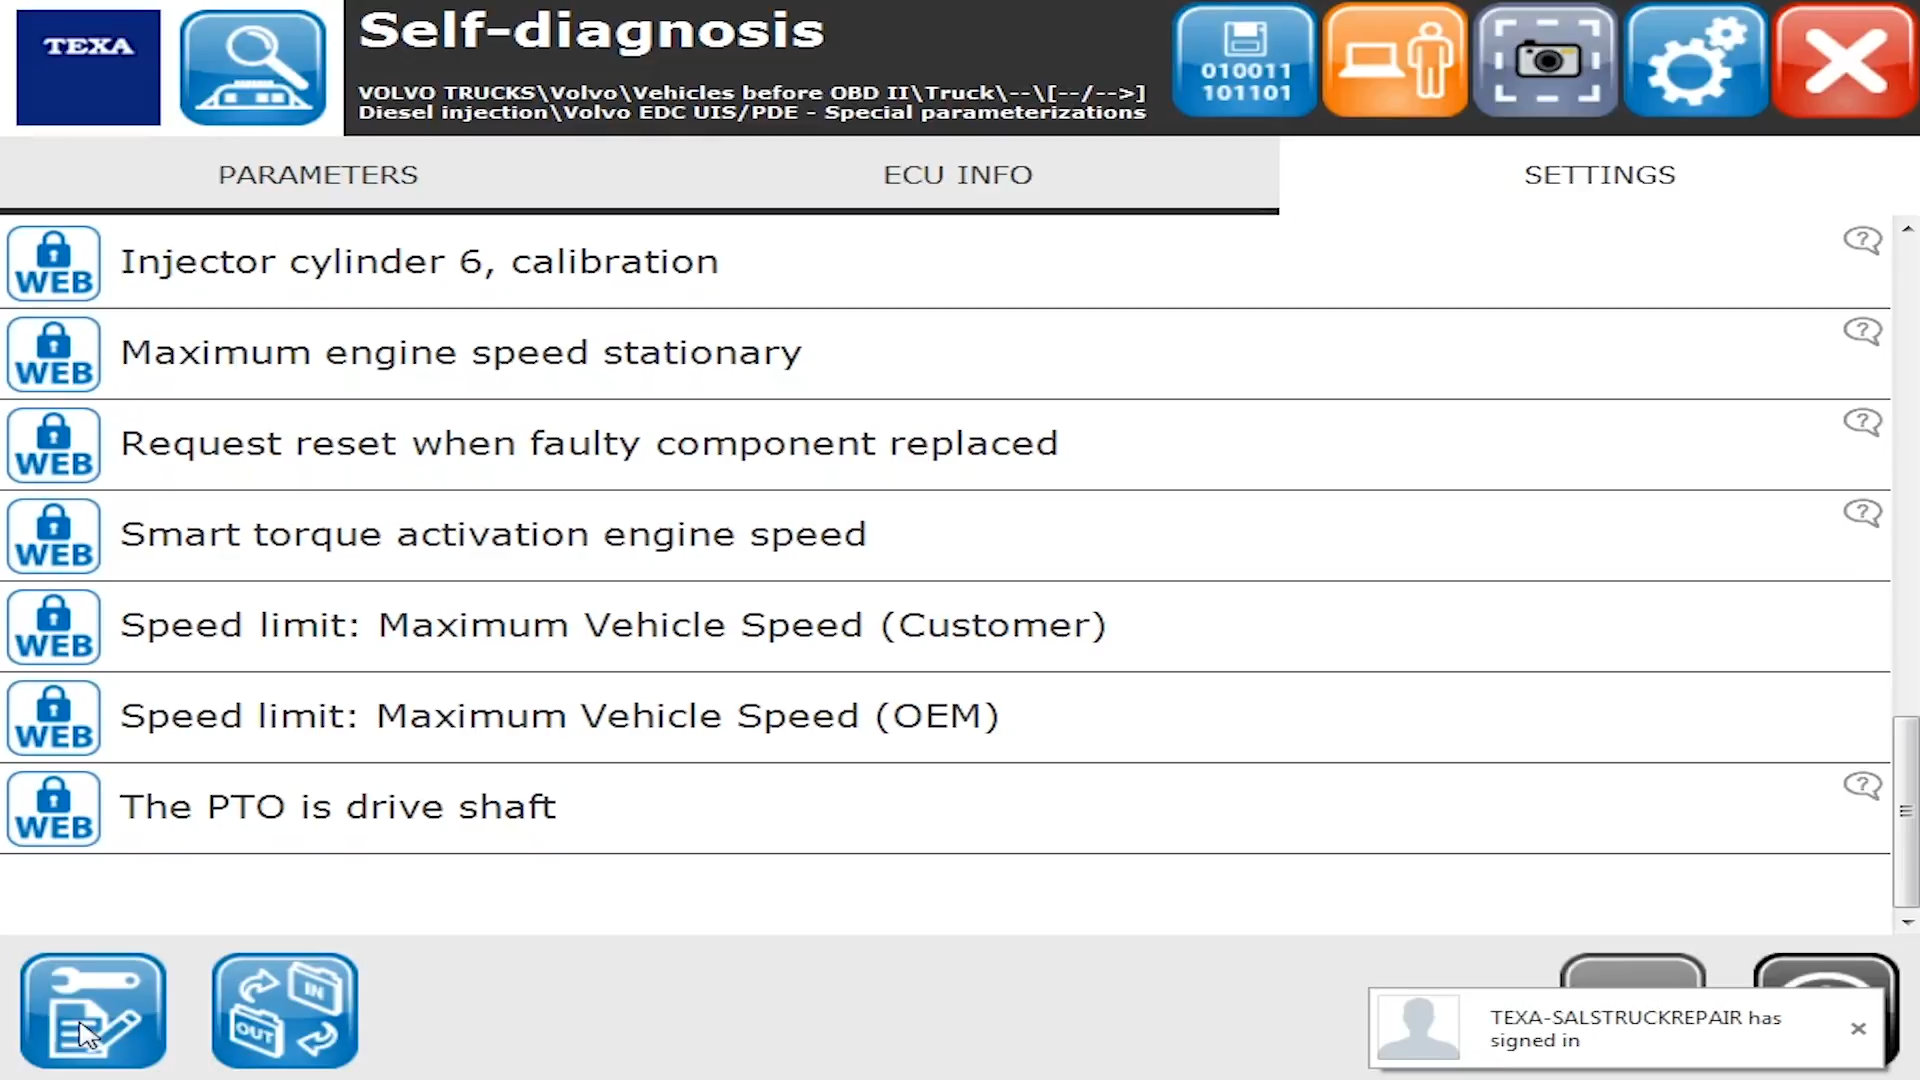 TEXA
Self-diagnosis
VOLVO TRUCKS\Volvo\Vehicles before OBD II\Truck\--\[--/-->]
Diesel injection\Volvo EDC UIS/PDE - Special parameterizations
010011
101101
PARAMETERS
ECU INFO
SETTINGS
WEB
Injector cylinder 6, calibration
?
WEB
Maximum engine speed stationary
?
WEB
Request reset when faulty component replaced
?
WEB
Smart torque activation engine speed
?
WEB
Speed limit: Maximum Vehicle Speed (Customer)
WEB
Speed limit: Maximum Vehicle Speed (OEM)
WEB
The PTO is drive shaft
?
IN
OUT
TEXA-SALSTRUCKREPAIR has
signed in